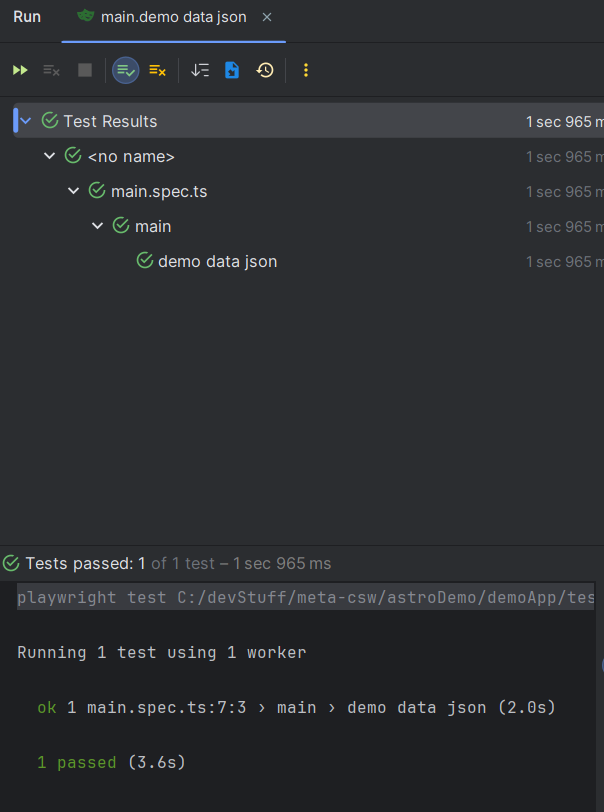 Run main.demo data json
Test Results 1 sec 965 m
<no name> 1 sec 965 m
main.spec.ts 1 sec 965 m
main 1 sec 965 m
demo data json 1 sec 965 m
Tests passed: 1 of 1 test – 1 sec 965 ms
playwright test C:/devStuff/meta-csw/astroDemo/demoApp/tes
Running 1 test using 1 worker
ok 1 main.spec.ts:7:3 › main › demo data json (2.0s)
1 passed (3.6s)